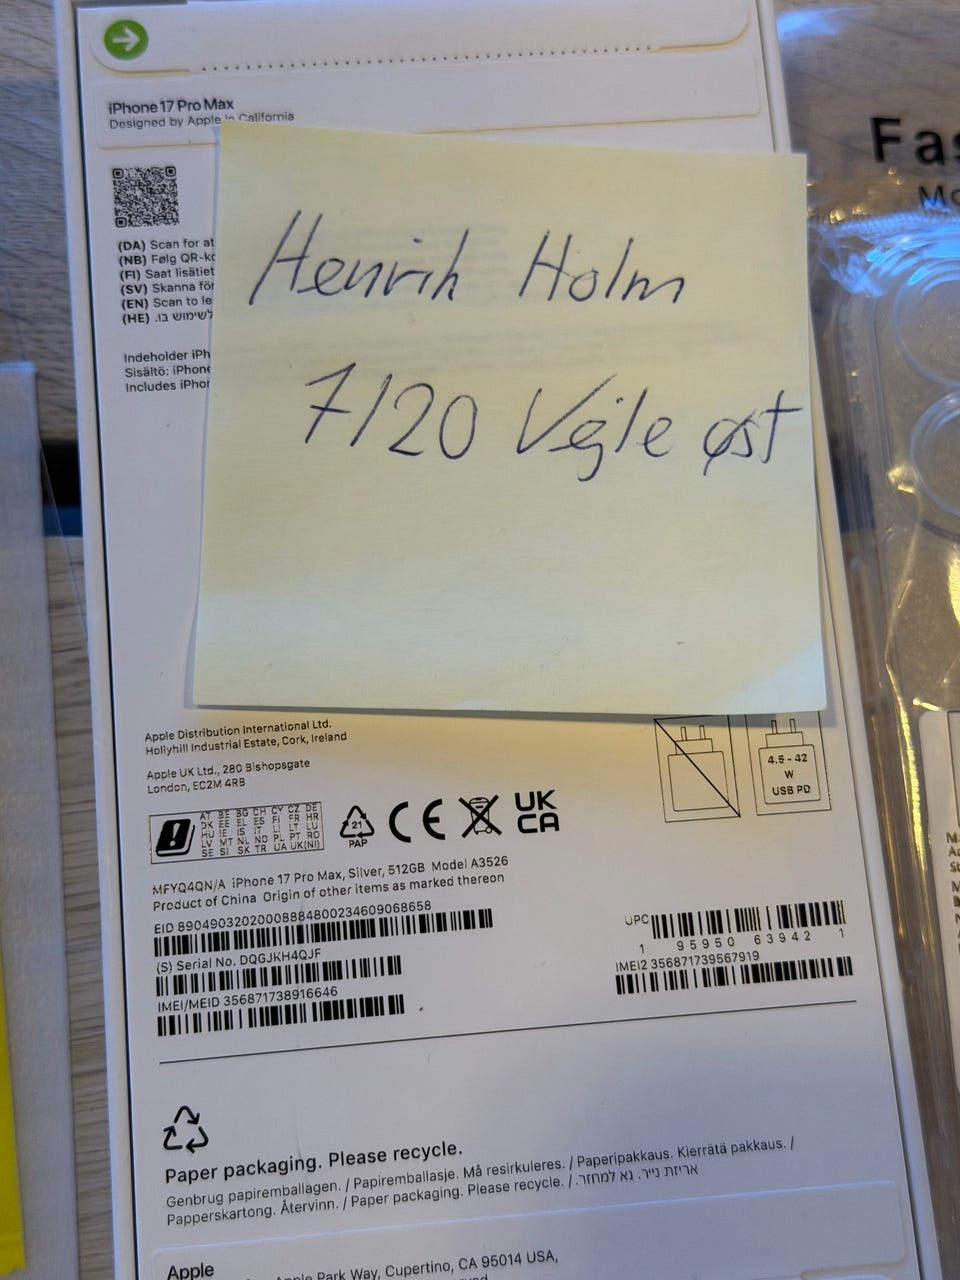 iPhone 17 Pro Max
Designed by Apple in California
(DA) Scan for at
(NB) Følg QR-ko
(FI) Saat lisätiet
(SV) Skanna för
(EN) Scan to le
(HE) לשימוש בו.
Indeholder iPh
Sisältö: iPhone
Includes iPhor
Henrik Holm
7/20 Vejle øst
Fas
Mo
Apple Distribution International Ltd.
Hollyhill Industrial Estate, Cork, Ireland
Apple UK Ltd., 280 Bishopsgate
London, EC2M 4RB
4.5 - 42
W
USB PD
AT BE BG CH CY CZ DE
DK EE EL ES FI FR HR
HU IE IS IT LI LT LU
LV MT NL NO PL PT RO
SE SI SK TR UA UK(NI)
21
PAP
CE
UK
CA
MFYQ4QN/A iPhone 17 Pro Max, Silver, 512GB Model A3526
Product of China Origin of other items as marked thereon
EID 89049032020008884800234609068658
(S) Serial No. DQGJKH4QJF
IMEI/MEID 356871738916646
UPC
1 95950 63942 1
IMEI2 356871739567919
Paper packaging. Please recycle.
Genbrug papiremballagen. / Papiremballasje. Må resirkuleres. / Paperipakkaus. Kierrätä pakkaus. /
Papperskartong. Återvinn. / Paper packaging. Please recycle. / אריזת נייר. נא למחזר.
Apple
Apple Park Way, Cupertino, CA 95014 USA,